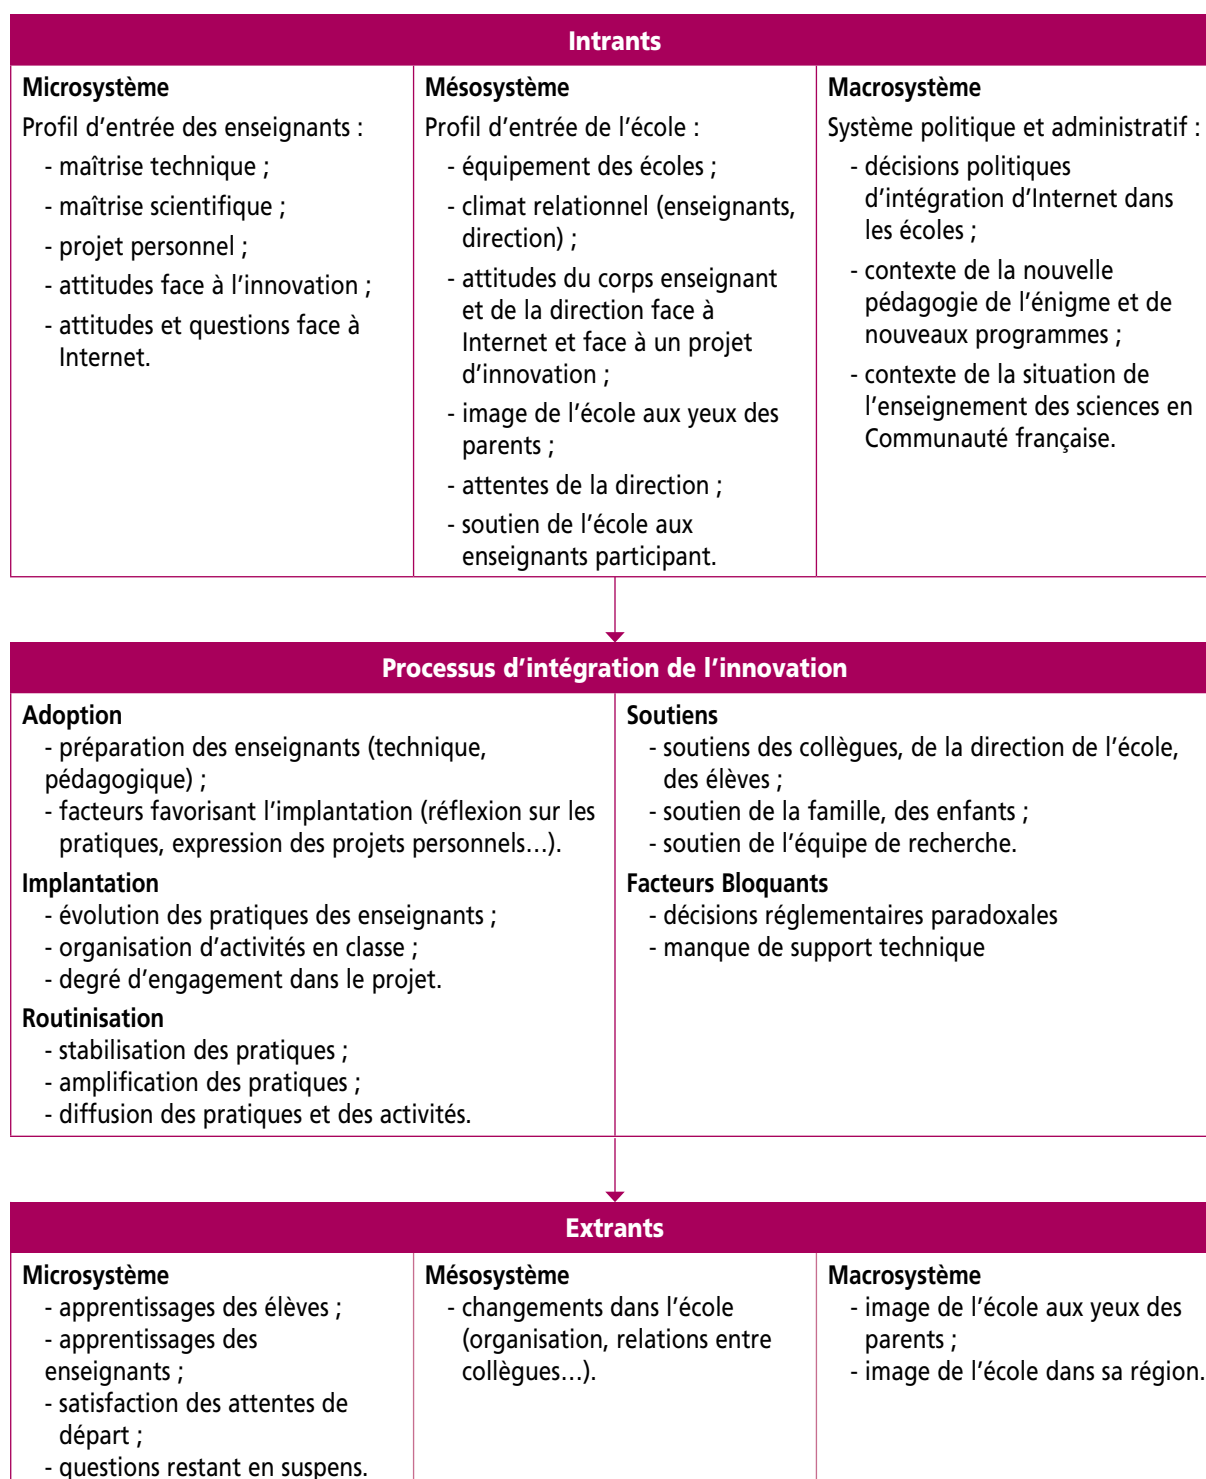 Intrants
Microsystème
Profil d’entrée des enseignants :
- maîtrise technique ;
- maîtrise scientifique ;
- projet personnel ;
- attitudes face à l’innovation ;
- attitudes et questions face à
Internet.
Mésosystème
Profil d’entrée de l’école :
- équipement des écoles ;
- climat relationnel (enseignants,
direction) ;
- attitudes du corps enseignant
et de la direction face à
Internet et face à un projet
d’innovation ;
- image de l’école aux yeux des
parents ;
- attentes de la direction ;
- soutien de l’école aux
enseignants participant.
Macrosystème
Système politique et administratif :
- décisions politiques
d’intégration d’Internet dans
les écoles ;
- contexte de la nouvelle
pédagogie de l’énigme et de
nouveaux programmes ;
- contexte de la situation de
l’enseignement des sciences en
Communauté française.
Processus d’intégration de l’innovation
Adoption
- préparation des enseignants (technique,
pédagogique) ;
- facteurs favorisant l’implantation (réflexion sur les
pratiques, expression des projets personnels…).
Implantation
- évolution des pratiques des enseignants ;
- organisation d’activités en classe ;
- degré d’engagement dans le projet.
Routinisation
- stabilisation des pratiques ;
- amplification des pratiques ;
- diffusion des pratiques et des activités.
Soutiens
- soutiens des collègues, de la direction de l’école,
des élèves ;
- soutien de la famille, des enfants ;
- soutien de l’équipe de recherche.
Facteurs Bloquants
- décisions réglementaires paradoxales
- manque de support technique
Extrants
Microsystème
- apprentissages des élèves ;
- apprentissages des
enseignants ;
- satisfaction des attentes de
départ ;
- questions restant en suspens.
Mésosystème
- changements dans l’école
(organisation, relations entre
collègues…).
Macrosystème
- image de l’école aux yeux des
parents ;
- image de l’école dans sa région.